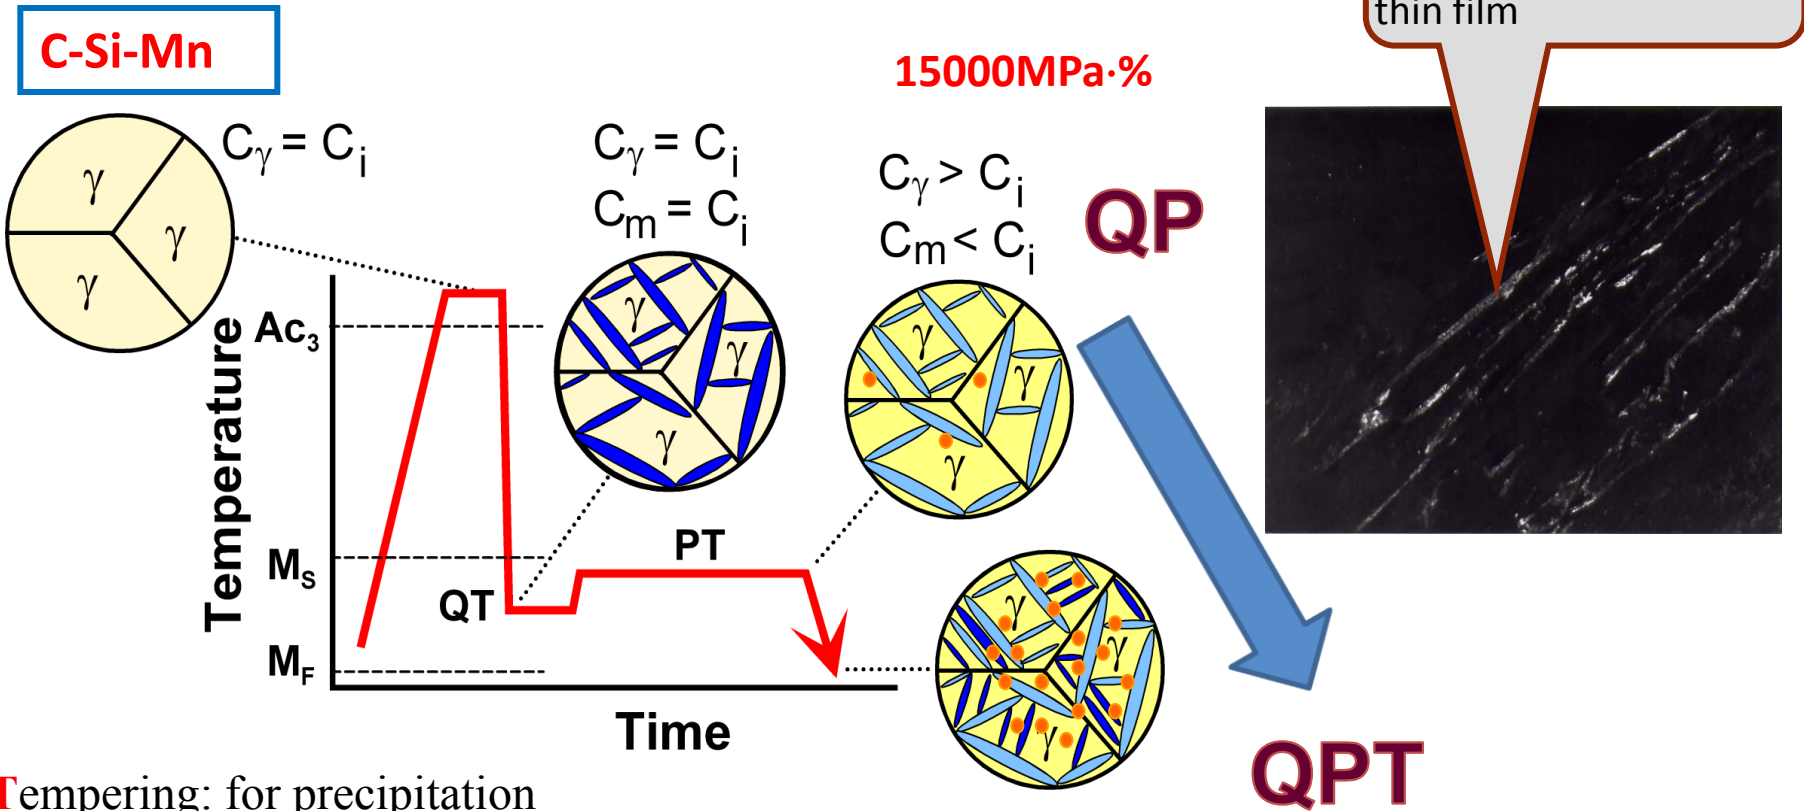 thin film
C-Si-Mn
15000MPa·%
Cγ = Ci
Cγ = Ci
Cm = Ci
Cγ > Ci
Cm < Ci
QP
γ
γ
γ
γ
γ
γ
γ
γ
γ
γ
γ
γ
Temperature
Ac3
MS
MF
QT
PT
Time
QPT
Tempering: for precipitation